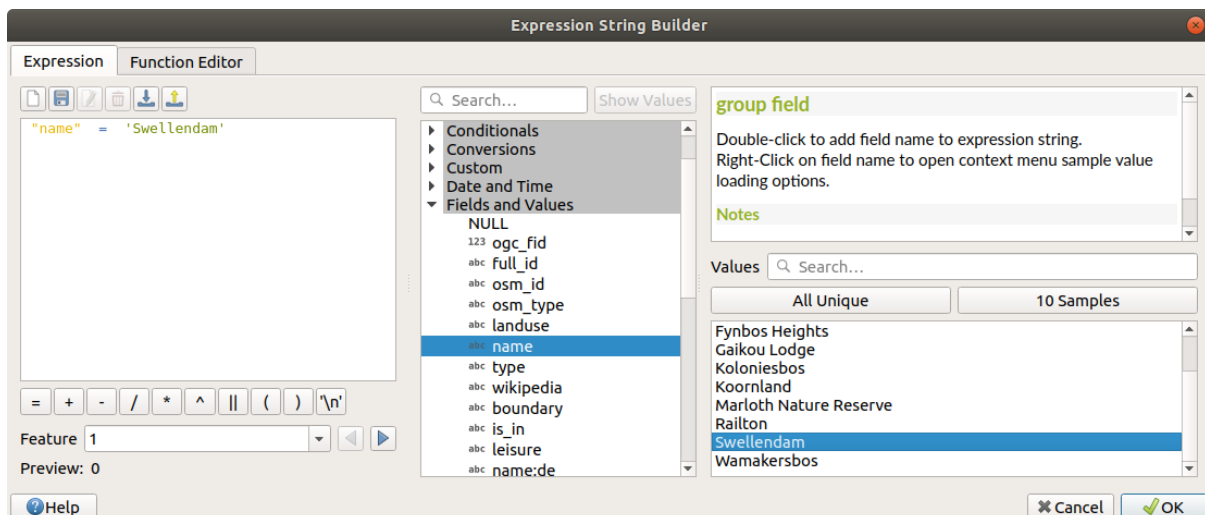 Expression String Builder
Expression Function Editor
"name" = 'Swellendam'
= + - / * ^ || ( ) '\n'
Feature 1
Preview: 0
Search... Show Values
Conditionals
Conversions
Custom
Date and Time
Fields and Values
NULL
123 ogc_fid
abc full_id
abc osm_id
abc osm_type
abc landuse
abc name
abc type
abc wikipedia
abc boundary
abc is_in
abc leisure
abc name:de
group field
Double-click to add field name to expression string.
Right-Click on field name to open context menu sample value
loading options.
Notes
Values Search...
All Unique 10 Samples
Fynbos Heights
Gaikou Lodge
Koloniesbos
Koornland
Marloth Nature Reserve
Railton
Swellendam
Wamakersbos
Help Cancel OK